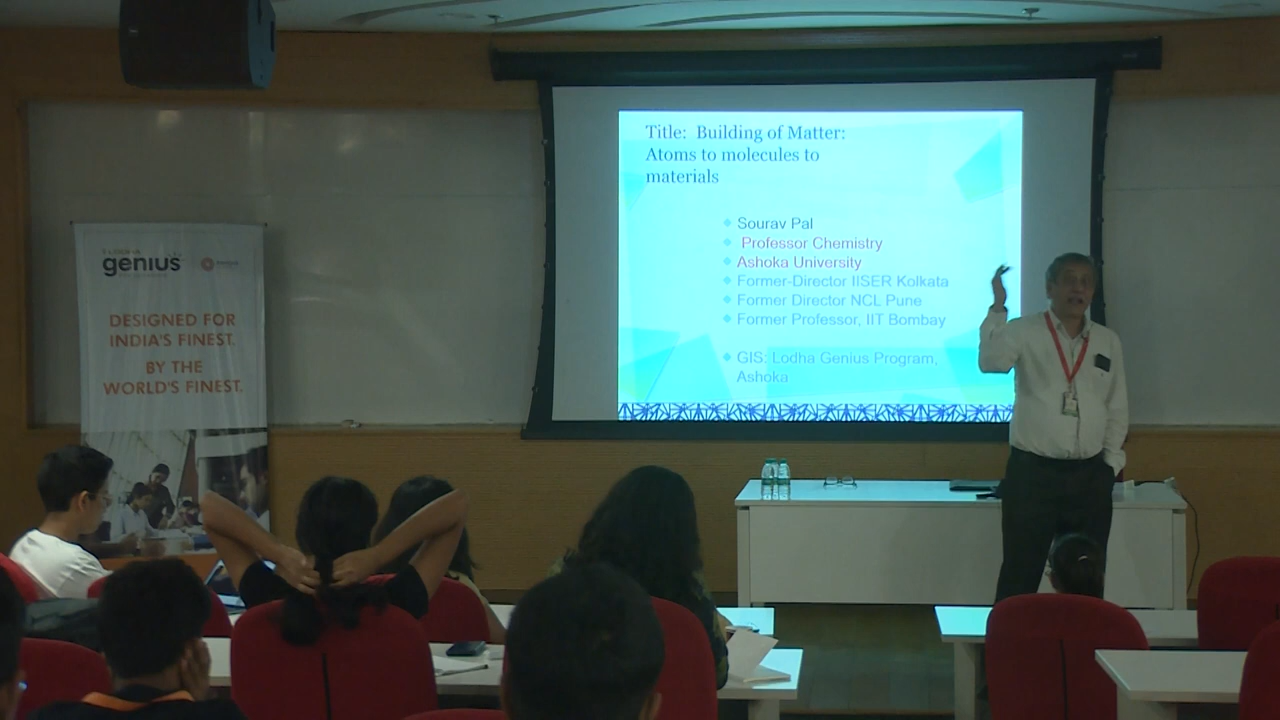 Title: Building of Matter:
Atoms to molecules to
materials
Sourav Pal
Professor Chemistry
Ashoka University
Former-Director IISER Kolkata
Former Director NCL Pune
Former Professor, IIT Bombay
GIS: Lodha Genius Program,
Ashoka
genius
DESIGNED FOR
INDIA'S FINEST.
BY THE
WORLD'S FINEST.